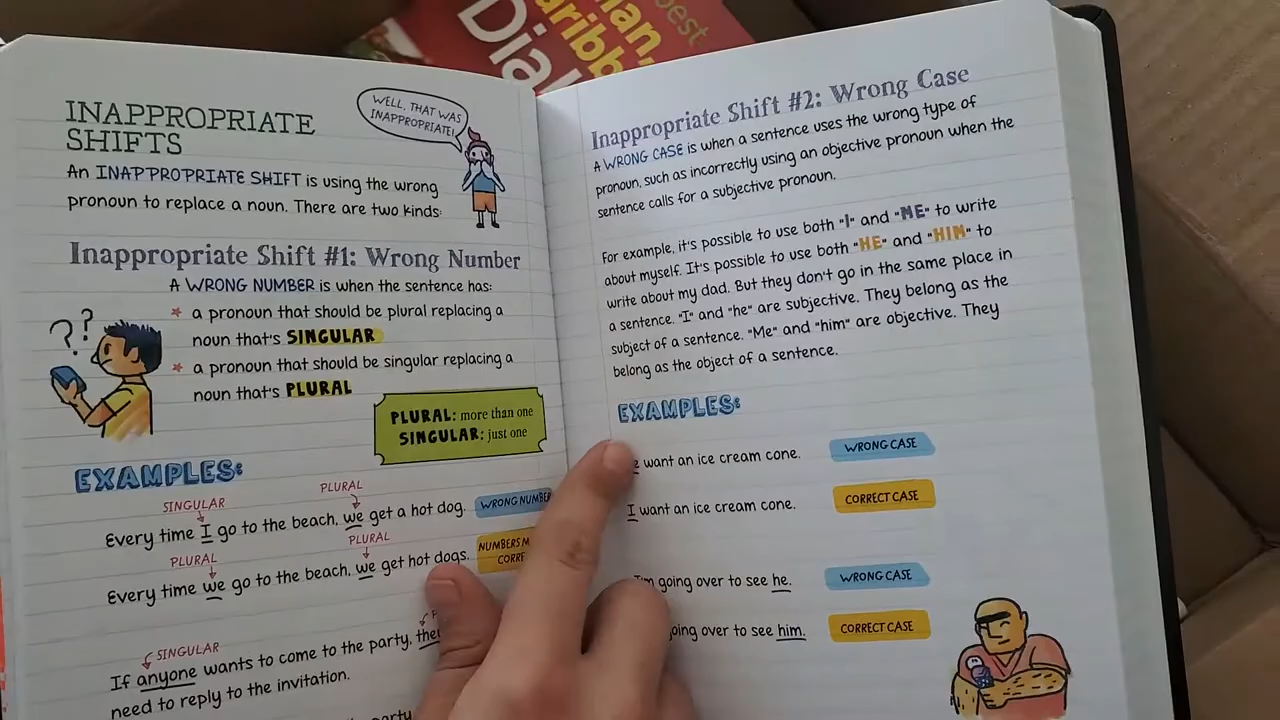 best
Dia
INAPPROPRIATE
SHIFTS
WELL, THAT WAS
INAPPROPRIATE!
An INAPPROPRIATE SHIFT is using the wrong
pronoun to replace a noun. There are two kinds:
Inappropriate Shift #1: Wrong Number
A WRONG NUMBER is when the sentence has:
* a pronoun that should be plural replacing a
noun that's SINGULAR
* a pronoun that should be singular replacing a
noun that's PLURAL
? ?
PLURAL: more than one
SINGULAR: just one
EXAMPLES:
SINGULAR PLURAL
Every time I go to the beach, we get a hot dog. WRONG NUMBER
PLURAL PLURAL
Every time we go to the beach, we get hot dogs. NUMBERS
SINGULAR
If anyone wants to come to the party,
need to reply to the invitation.
party
Inappropriate Shift #2: Wrong Case
A WRONG CASE is when a sentence uses the wrong type of
pronoun, such as incorrectly using an objective pronoun when the
sentence calls for a subjective pronoun.
For example, it's possible to use both "I" and "ME" to write
about myself. It's possible to use both "HE" and "HIM" to
write about my dad. But they don't go in the same place in
a sentence. "I" and "he" are subjective. They belong as the
subject of a sentence. "Me" and "him" are objective. They
belong as the object of a sentence.
EXAMPLES:
want an ice cream cone. WRONG CASE
I want an ice cream cone. CORRECT CASE
I'm going over to see he. WRONG CASE
going over to see him. CORRECT CASE